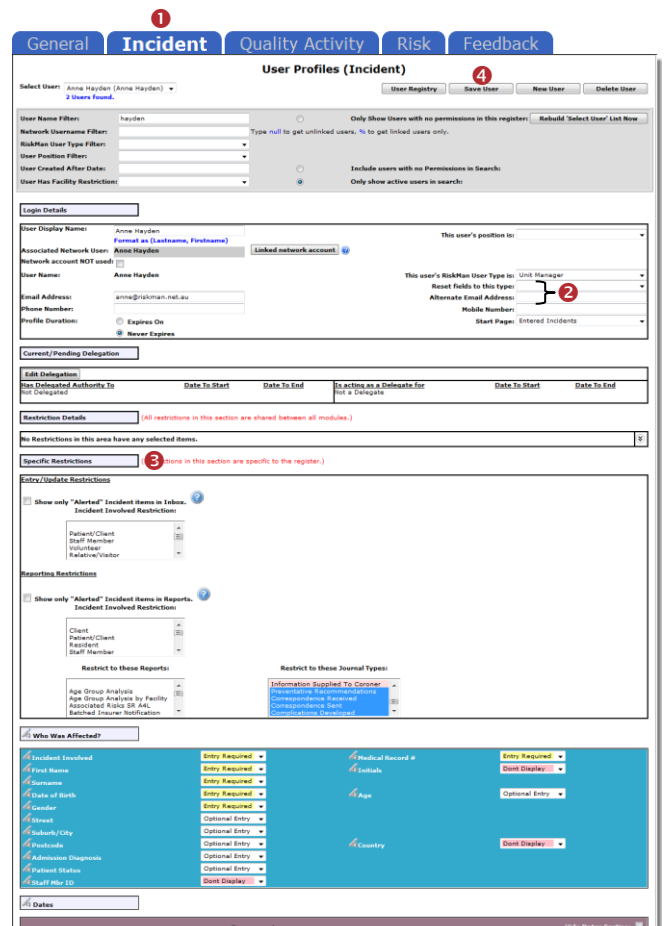 1
General Incident Quality Activity Risk Feedback
User Profiles (Incident)
4
Select User: Anne Hayden (Anne Hayden) User Registry Save User New User Delete User
2 Users found.
User Name Filter: hayden Only Show Users with no permissions in this register: Rebuild 'Select User' List Now
Network Username Filter: Type null to get unlinked users, % to get linked users only.
RiskMan User Type Filter:
User Position Filter:
User Created After Date: Include users with no Permissions in Search:
User Has Facility Restriction: Only show active users in search:
Login Details
User Display Name: Anne Hayden This user's position is:
Format as (Lastname, Firstname)
Associated Network User: Anne Hayden Linked network account
Network account NOT used:
User Name: Anne Hayden This user's RiskMan User Type is: Unit Manager
Reset fields to this type:
2
Email Address: anne@riskman.net.au Alternate Email Address:
Phone Number: Mobile Number:
Profile Duration: Expires On Start Page: Entered Incidents
Never Expires
Current/Pending Delegation
Edit Delegation
Has Delegated Authority To Date To Start Date To End Is acting as a Delegate for Date To Start Date To End
Not Delegated Not a Delegate
Restriction Details (All restrictions in this section are shared between all modules.)
No Restrictions in this area have any selected items.
Specific Restrictions 3 ctions in this section are specific to the register.)
Entry/Update Restrictions
Show only "Alerted" Incident items in Inbox.
Incident Involved Restriction:
Patient/Client
Staff Member
Volunteer
Relative/Visitor
Reporting Restrictions
Show only "Alerted" Incident items in Reports.
Incident Involved Restriction:
Client
Patient/Client
Resident
Staff Member
Restrict to these Reports: Restrict to these Journal Types:
Information Supplied To Coroner
Age Group Analysis Preventative Recommendations
Age Group Analysis by Facility Correspondence Received
Associated Risks SR A4L Correspondence Sent
Batched Insurer Notification Complications Developed
Who Was Affected?
Incident Involved Entry Required Medical Record # Entry Required
First Name Entry Required Initials Dont Display
Surname Entry Required
Date of Birth Entry Required Age Optional Entry
Gender Entry Required
Street Optional Entry
Suburb/City Optional Entry
Postcode Optional Entry Country Dont Display
Admission Diagnosis Optional Entry
Patient Status Optional Entry
Staff Mbr ID Dont Display
Dates